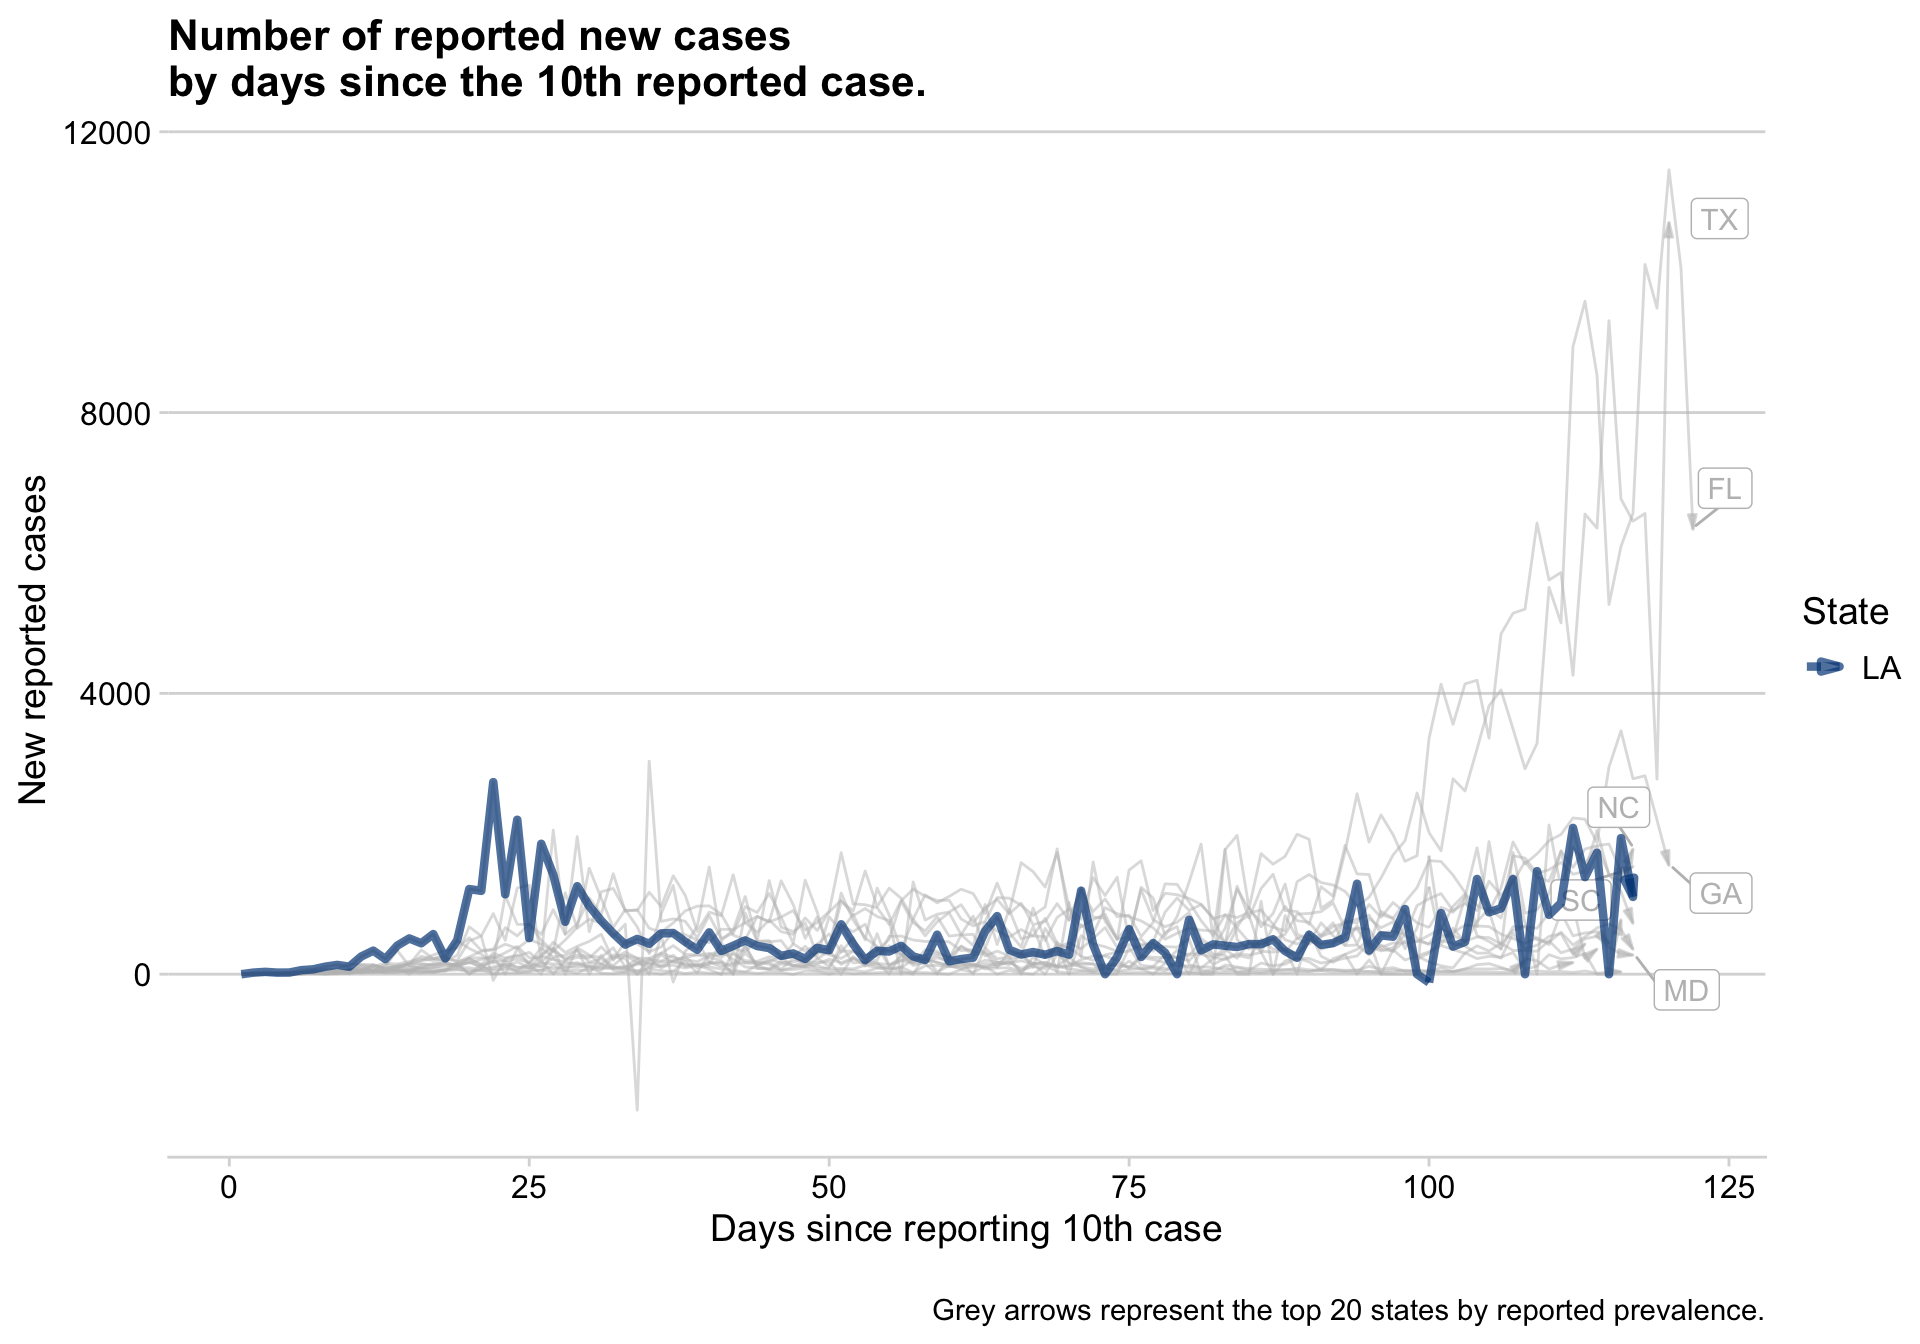 Number of reported new cases
by days since the 10th reported case.
12000
8000
4000
0
New reported cases
TX
FL
NC
SC
GA
MD
State
LA
0 25 50 75 100 125
Days since reporting 10th case
Grey arrows represent the top 20 states by reported prevalence.